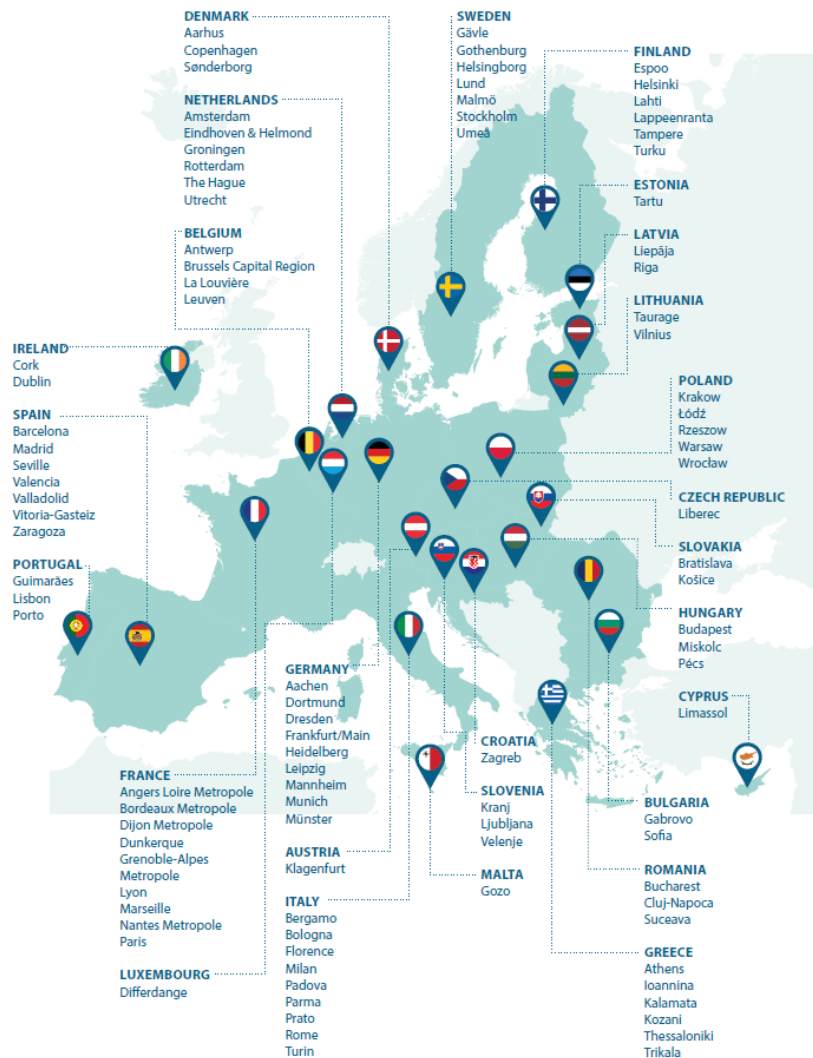 DENMARK
Aarhus
Copenhagen
Sønderborg
SWEDEN
Gävle
Gothenburg
Helsingborg
Lund
Malmö
Stockholm
Umeå
FINLAND
Espoo
Helsinki
Lahti
Lappeenranta
Tampere
Turku
NETHERLANDS
Amsterdam
Eindhoven & Helmond
Groningen
Rotterdam
The Hague
Utrecht
ESTONIA
Tartu
BELGIUM
Antwerp
Brussels Capital Region
La Louvière
Leuven
LATVIA
Liepāja
Riga
LITHUANIA
Taurage
Vilnius
IRELAND
Cork
Dublin
POLAND
Krakow
Łódź
Rzeszow
Warsaw
Wrocław
SPAIN
Barcelona
Madrid
Seville
Valencia
Valladolid
Vitoria-Gasteiz
Zaragoza
CZECH REPUBLIC
Liberec
SLOVAKIA
Bratislava
Košice
PORTUGAL
Guimarães
Lisbon
Porto
HUNGARY
Budapest
Miskolc
Pécs
GERMANY
Aachen
Dortmund
Dresden
Frankfurt/Main
Heidelberg
Leipzig
Mannheim
Munich
Münster
CYPRUS
Limassol
CROATIA
Zagreb
FRANCE
Angers Loire Metropole
Bordeaux Metropole
Dijon Metropole
Dunkerque
Grenoble-Alpes
Metropole
Lyon
Marseille
Nantes Metropole
Paris
SLOVENIA
Kranj
Ljubljana
Velenje
BULGARIA
Gabrovo
Sofia
AUSTRIA
Klagenfurt
MALTA
Gozo
ROMANIA
Bucharest
Cluj-Napoca
Suceava
ITALY
Bergamo
Bologna
Florence
Milan
Padova
Parma
Prato
Rome
Turin
GREECE
Athens
Ioannina
Kalamata
Kozani
Thessaloniki
Trikala
LUXEMBOURG
Differdange